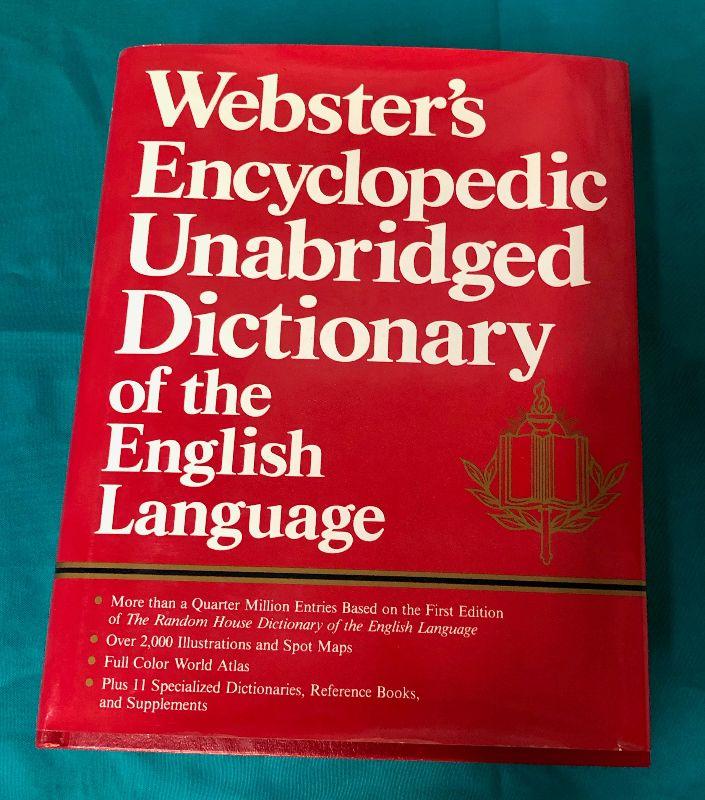 Webster's
Encyclopedic
Unabridged
Dictionary
of the
English
Language
• More than a Quarter Million Entries Based on the First Edition
of The Random House Dictionary of the English Language
• Over 2,000 Illustrations and Spot Maps
• Full Color World Atlas
• Plus 11 Specialized Dictionaries, Reference Books,
and Supplements